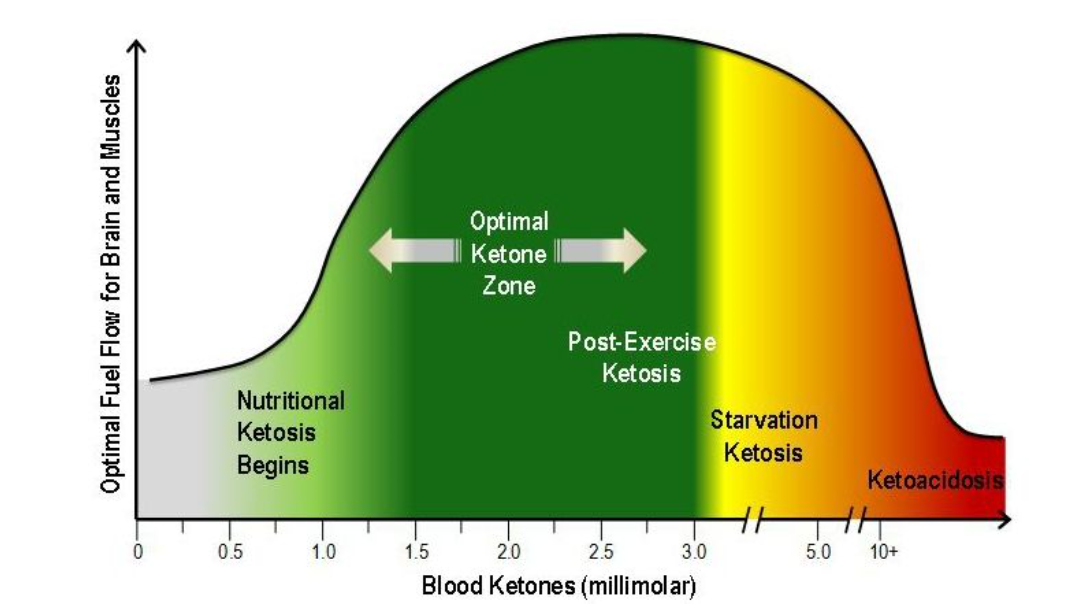 Optimal Fuel Flow for Brain and Muscles
Optimal
Ketone
Zone
Post-Exercise
Ketosis
Nutritional
Ketosis
Begins
Starvation
Ketosis
Ketoacidosis
0 0.5 1.0 1.5 2.0 2.5 3.0 5.0 10+
Blood Ketones (millimolar)